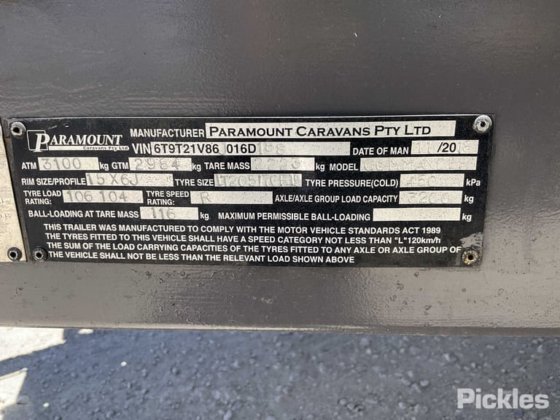 PARAMOUNT
Caravans Pty Ltd
MANUFACTURER PARAMOUNT CARAVANS PTY LTD
VIN 6T9T21V86 016D DATE OF MAN /20
ATM 3100 kg GTM 2964 kg TARE MASS kg MODEL
RIM SIZE/PROFILE 15X6J TYRE SIZE TYRE PRESSURE(COLD) kPa
TYRE LOAD RATING: 106 104 TYRE SPEED RATING: R AXLE/AXLE GROUP LOAD CAPACITY kg
BALL-LOADING AT TARE MASS 116 kg MAXIMUM PERMISSIBLE BALL-LOADING kg
THIS TRAILER WAS MANUFACTURED TO COMPLY WITH THE MOTOR VEHICLE STANDARDS ACT 1989
THE TYRES FITTED TO THIS VEHICLE SHALL HAVE A SPEED CATEGORY NOT LESS THAN "L"120km/h
THE SUM OF THE LOAD CARRYING CAPACITIES OF THE TYRES FITTED TO ANY AXLE OR AXLE GROUP OF
THE VEHICLE SHALL NOT BE LESS THAN THE RELEVANT LOAD SHOWN ABOVE
Pickles